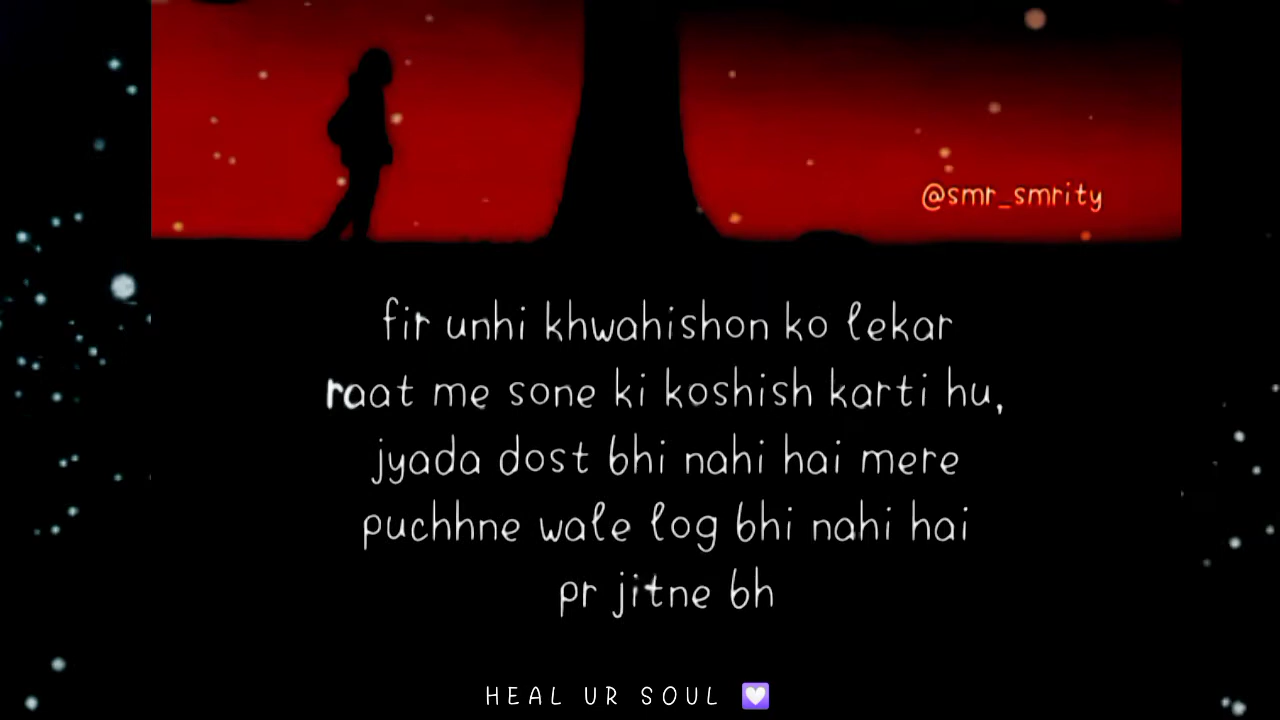 @smr_smrity
fir unhi khwahishon ko lekar
raat me sone ki koshish karti hu,
jyada dost bhi nahi hai mere
puchhne wale log bhi nahi hai
pr jitne bh
HEAL UR SOUL 💟